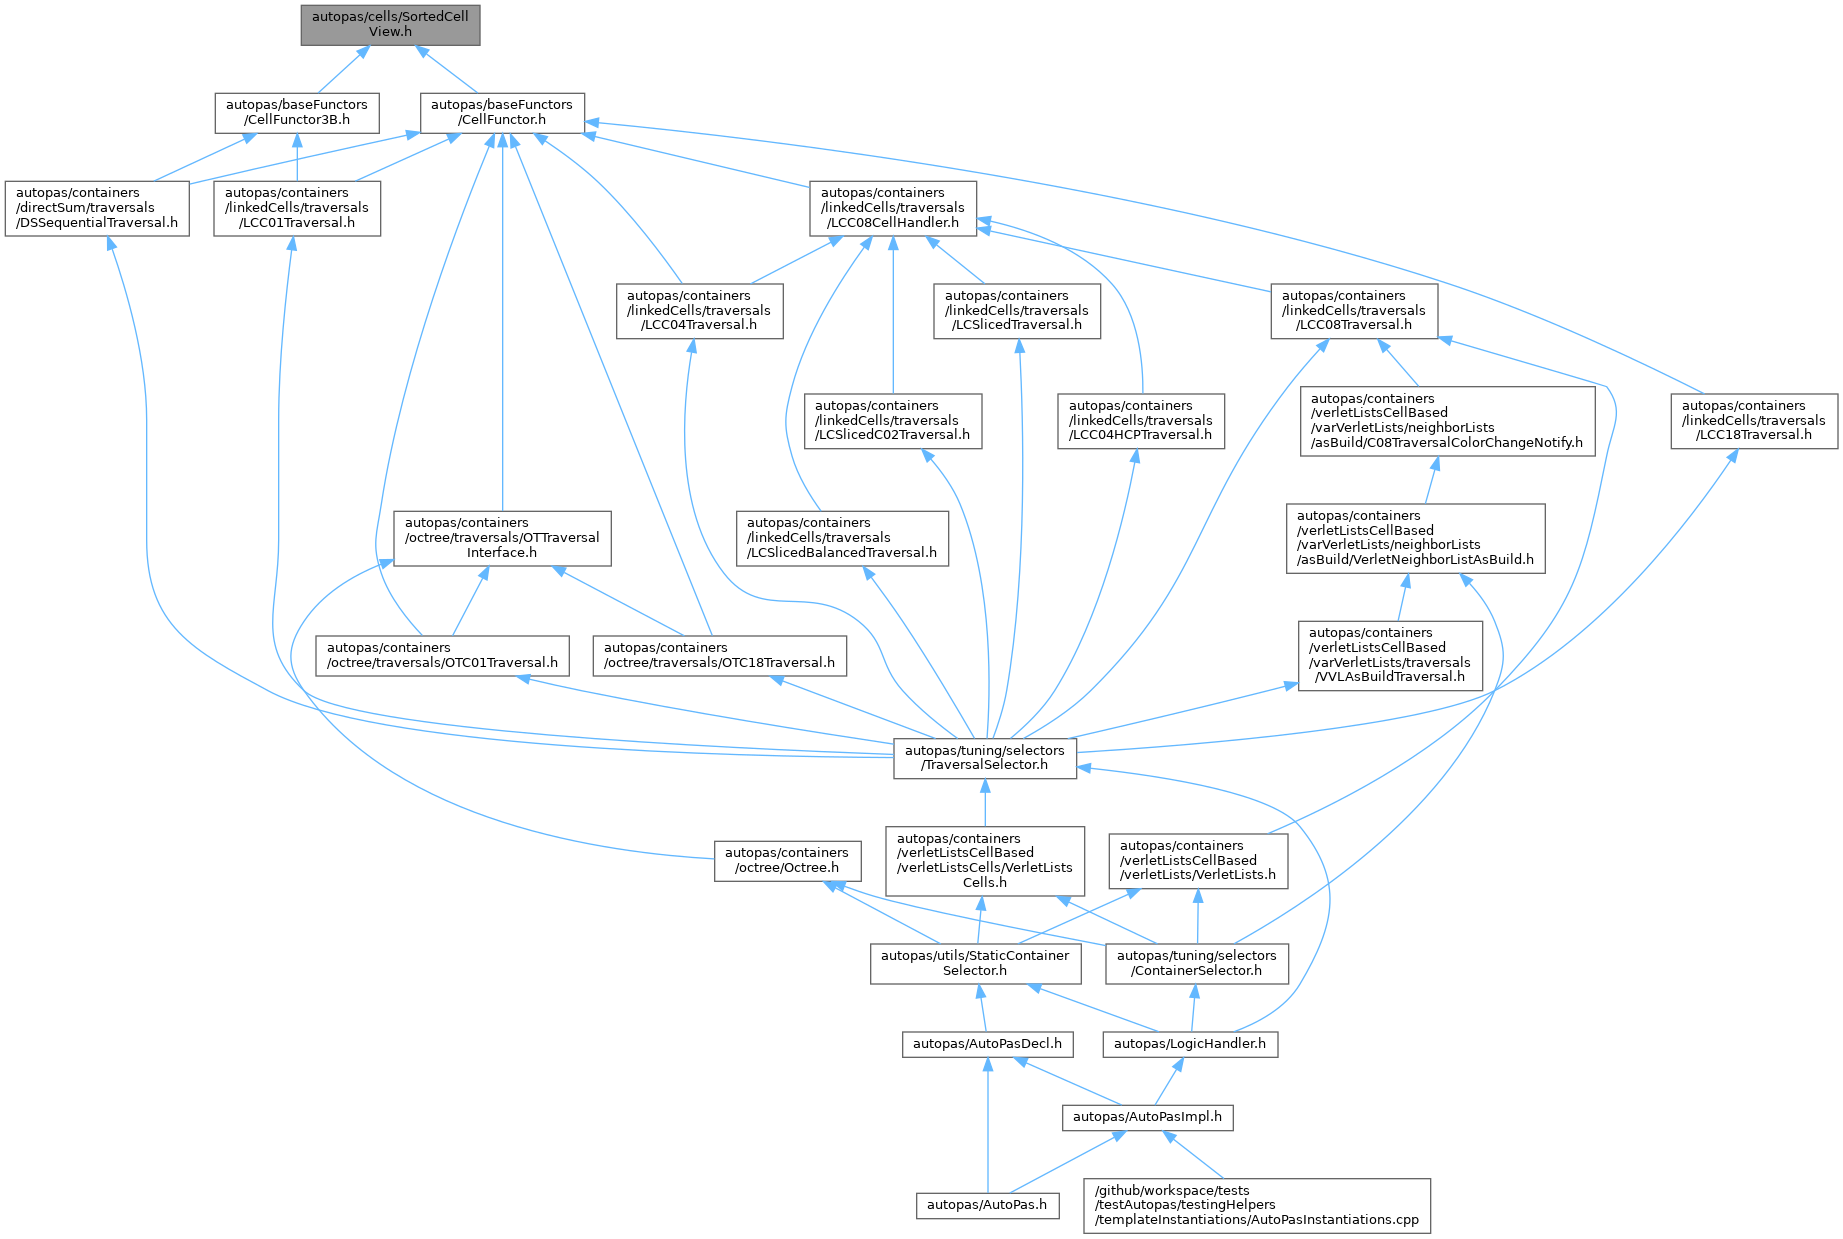 autopas/cells/SortedCell
View.h
autopas/baseFunctors
/CellFunctor3B.h
autopas/baseFunctors
/CellFunctor.h
autopas/containers
/directSum/traversals
/DSSequentialTraversal.h
autopas/containers
/linkedCells/traversals
/LCC01Traversal.h
autopas/containers
/linkedCells/traversals
/LCC08CellHandler.h
autopas/containers
/linkedCells/traversals
/LCC04Traversal.h
autopas/containers
/linkedCells/traversals
/LCSlicedTraversal.h
autopas/containers
/linkedCells/traversals
/LCC08Traversal.h
autopas/containers
/linkedCells/traversals
/LCSlicedC02Traversal.h
autopas/containers
/linkedCells/traversals
/LCC04HCPTraversal.h
autopas/containers
/verletListsCellBased
/varVerletLists/neighborLists
/asBuild/C08TraversalColorChangeNotify.h
autopas/containers
/linkedCells/traversals
/LCC18Traversal.h
autopas/containers
/octree/traversals/OTTraversal
Interface.h
autopas/containers
/linkedCells/traversals
/LCSlicedBalancedTraversal.h
autopas/containers
/verletListsCellBased
/varVerletLists/neighborLists
/asBuild/VerletNeighborListAsBuild.h
autopas/containers
/octree/traversals/OTC01Traversal.h
autopas/containers
/octree/traversals/OTC18Traversal.h
autopas/containers
/verletListsCellBased
/varVerletLists/traversals
/VVLAsBuildTraversal.h
autopas/tuning/selectors
/TraversalSelector.h
autopas/containers
/octree/Octree.h
autopas/containers
/verletListsCellBased
/verletListsCells/VerletLists
Cells.h
autopas/containers
/verletListsCellBased
/verletLists/VerletLists.h
autopas/utils/StaticContainer
Selector.h
autopas/tuning/selectors
/ContainerSelector.h
autopas/AutoPasDecl.h
autopas/LogicHandler.h
autopas/AutoPasImpl.h
autopas/AutoPas.h
/github/workspace/tests
/testAutopas/testingHelpers
/templateInstantiations/AutoPasInstantiations.cpp